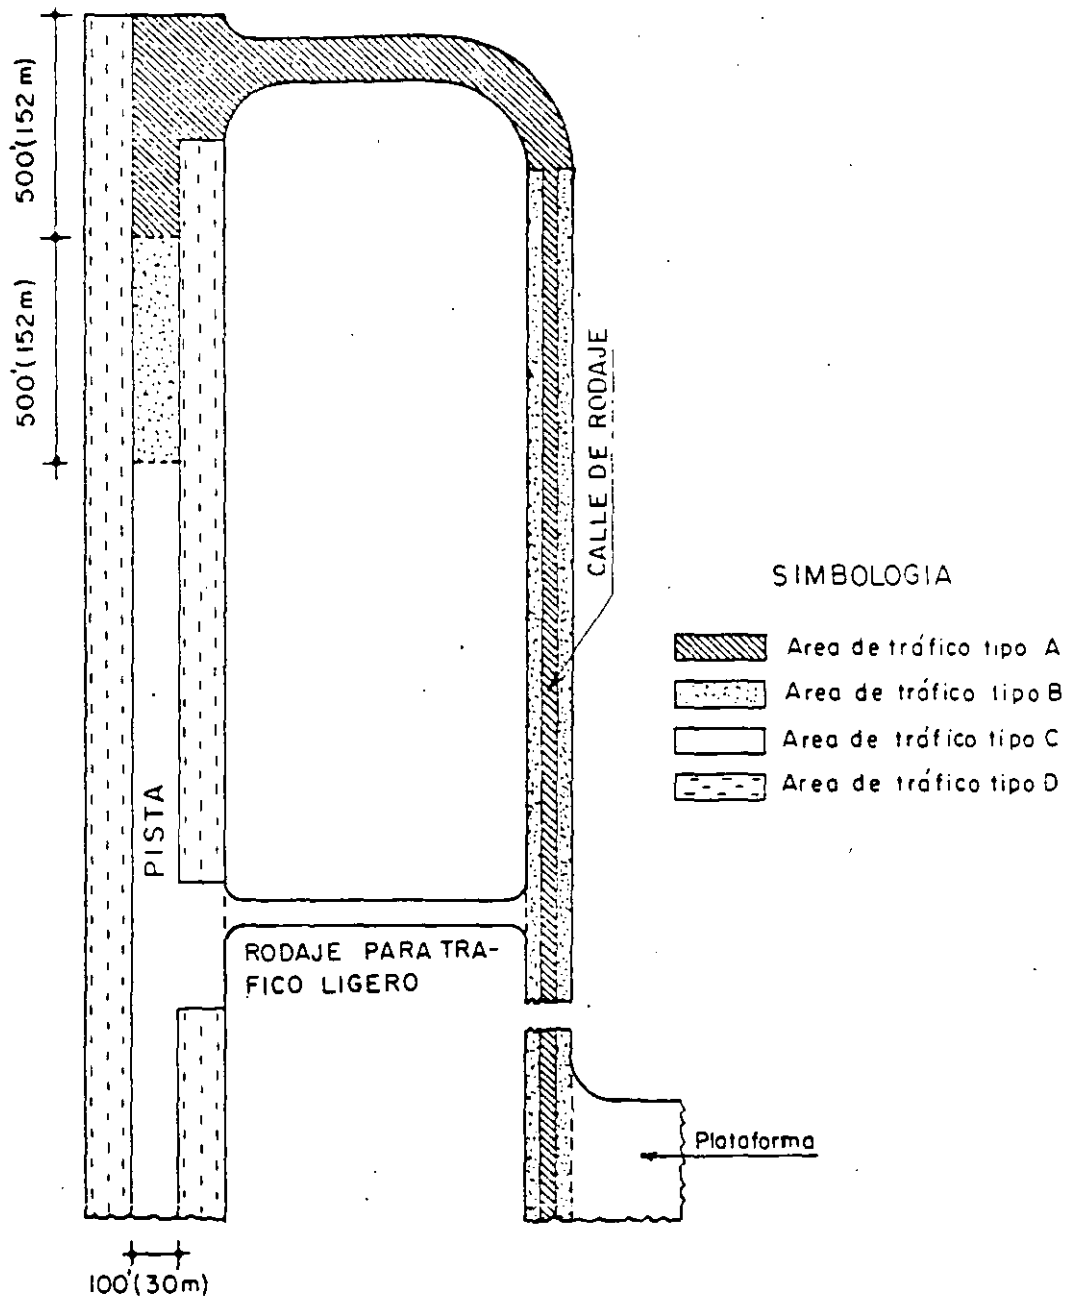 500'(152 m)
500'(152m)
CALLE DE RODAJE
PISTA
SIMBOLOGIA
Area de tráfico tipo A
Area de tráfico tipo B
Area de tráfico tipo C
Area de tráfico tipo D
RODAJE PARA TRA-
FICO LIGERO
Plataforma
100'(30m)